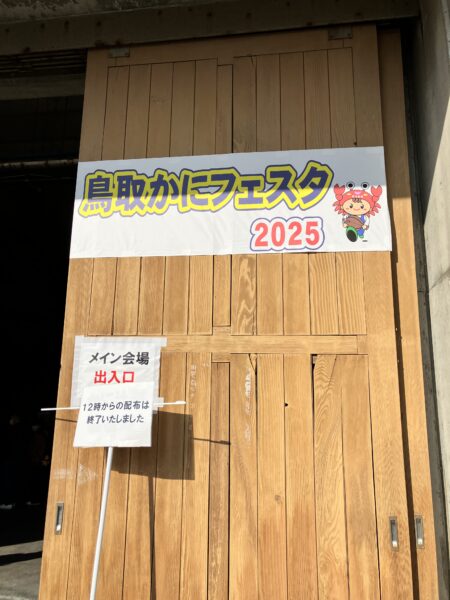 鳥取かにフェスタ
2025
メイン会場
出入口
12時からの配布は
終了いたしました